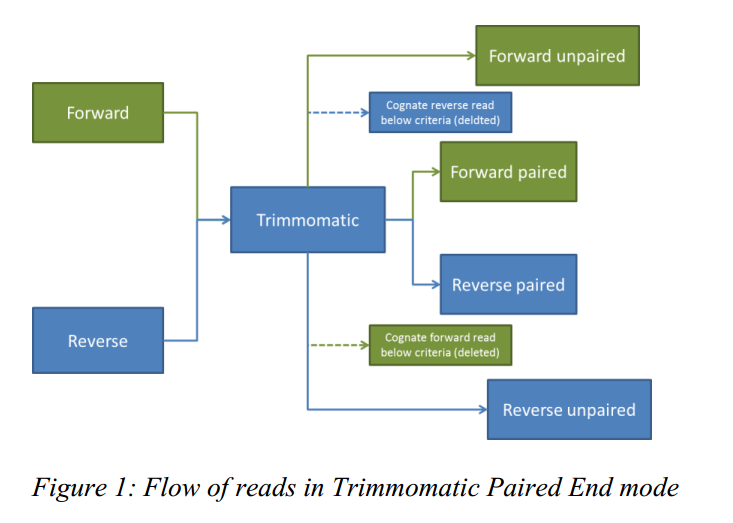 Forward unpaired
Cognate reverse read
below criteria (deldted)
Forward
Forward paired
Trimmomatic
Reverse paired
Reverse
Cognate forward read
below criteria (deleted)
Reverse unpaired
Figure 1: Flow of reads in Trimmomatic Paired End mode